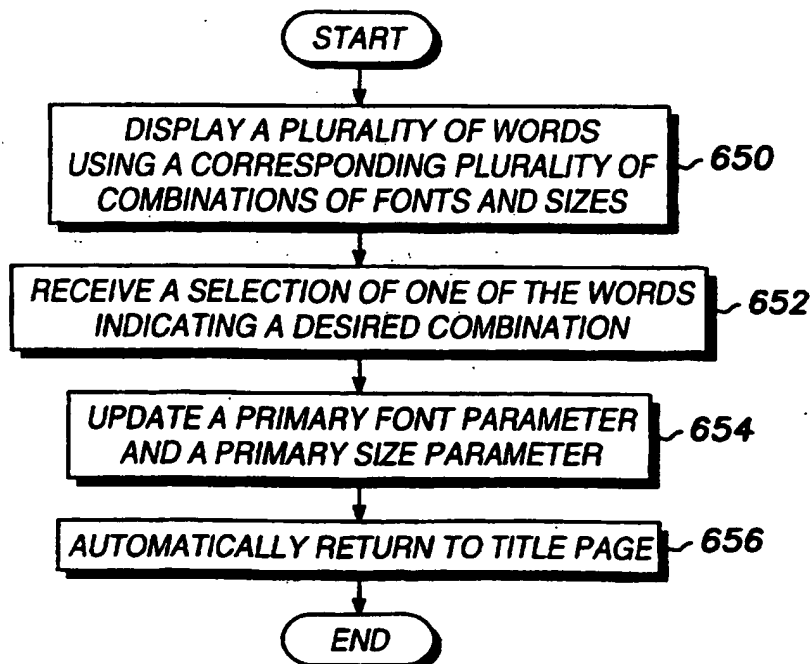 START
DISPLAY A PLURALITY OF WORDS
USING A CORRESPONDING PLURALITY OF
COMBINATIONS OF FONTS AND SIZES
650
RECEIVE A SELECTION OF ONE OF THE WORDS
INDICATING A DESIRED COMBINATION
652
UPDATE A PRIMARY FONT PARAMETER
AND A PRIMARY SIZE PARAMETER
654
AUTOMATICALLY RETURN TO TITLE PAGE
656
END